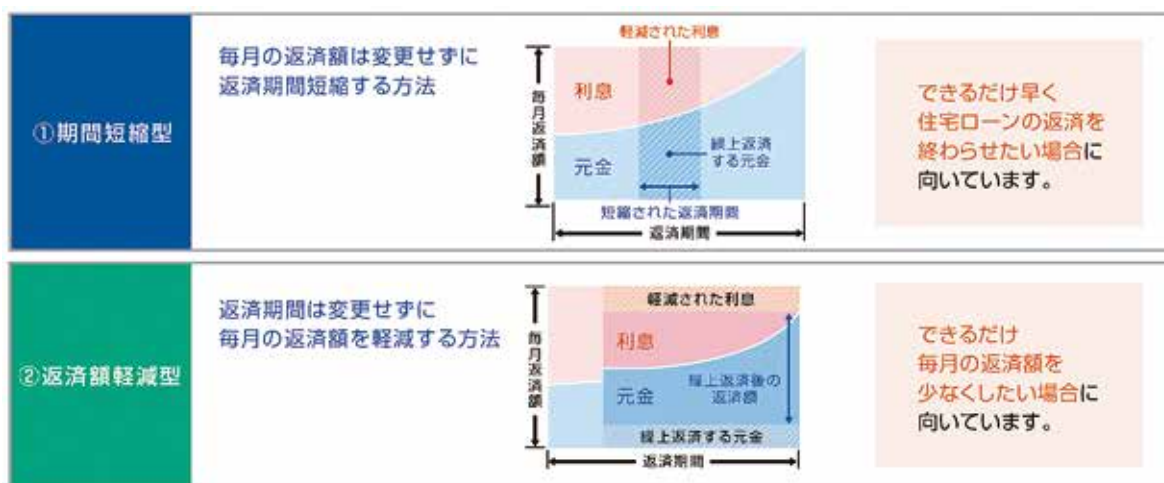 ①期間短縮型
毎月の返済額は変更せずに
返済期間短縮する方法
軽減された利息
毎月返済額
利息
元金
繰上返済
する元金
短縮された返済期間
返済期間
できるだけ早く
住宅ローンの返済を
終わらせたい場合に
向いています。
②返済額軽減型
返済期間は変更せずに
毎月の返済額を軽減する方法
軽減された利息
毎月返済額
利息
元金
繰上返済後の
返済額
繰上返済する元金
返済期間
できるだけ
毎月の返済額を
少なくしたい場合に
向いています。